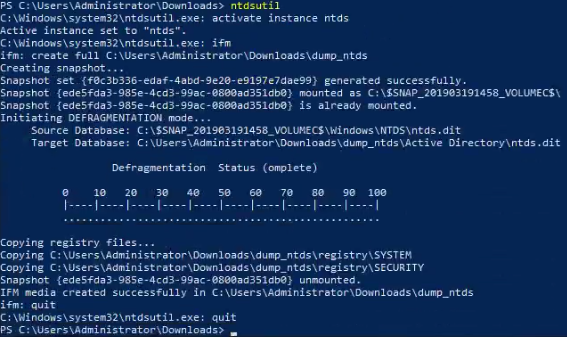 PS C:\Users\Administrator\Downloads> ntdsutil
C:\Windows\system32\ntdsutil.exe: activate instance ntds
Active instance set to "ntds".
C:\Windows\system32\ntdsutil.exe: ifm
ifm: create full C:\Users\Administrator\Downloads\dump_ntds
Creating snapshot...
Snapshot set {f0c3b336-edaf-4abd-9e20-e9197e7dae99} generated successfully.
Snapshot {ede5fda3-985e-4cd3-99ac-0800ad351db0} mounted as C:\$SNAP_201903191458_VOLUMEC$\
Snapshot {ede5fda3-985e-4cd3-99ac-0800ad351db0} is already mounted.
Initiating DEFRAGMENTATION mode...
Source Database: C:\$SNAP_201903191458_VOLUMEC$\Windows\NTDS\ntds.dit
Target Database: C:\Users\Administrator\Downloads\dump_ntds\Active Directory\ntds.dit
Defragmentation  Status (omplete)
0    10   20   30   40   50   60   70   80   90  100
|----|----|----|----|----|----|----|----|----|----|
...................................................
Copying registry files...
Copying C:\Users\Administrator\Downloads\dump_ntds\registry\SYSTEM
Copying C:\Users\Administrator\Downloads\dump_ntds\registry\SECURITY
Snapshot {ede5fda3-985e-4cd3-99ac-0800ad351db0} unmounted.
IFM media created successfully in C:\Users\Administrator\Downloads\dump_ntds
ifm: quit
C:\Windows\system32\ntdsutil.exe: quit
PS C:\Users\Administrator\Downloads> _